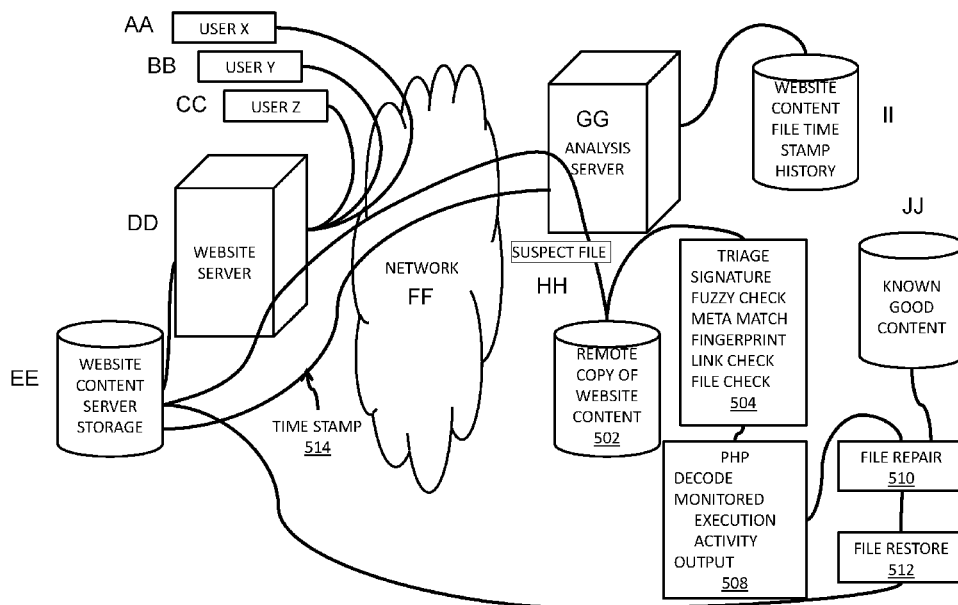 AA
USER X
BB
USER Y
CC
USER Z
DD
WEBSITE
SERVER
EE
WEBSITE
CONTENT
SERVER
STORAGE
TIME STAMP
514
NETWORK
FF
GG
ANALYSIS
SERVER
WEBSITE
CONTENT
FILE TIME
STAMP
HISTORY
II
SUSPECT FILE
HH
REMOTE
COPY OF
WEBSITE
CONTENT
502
TRIAGE
SIGNATURE
FUZZY CHECK
META MATCH
FINGERPRINT
LINK CHECK
FILE CHECK
504
JJ
KNOWN
GOOD
CONTENT
PHP
DECODE
MONITORED
EXECUTION
ACTIVITY
OUTPUT
508
FILE REPAIR
510
FILE RESTORE
512